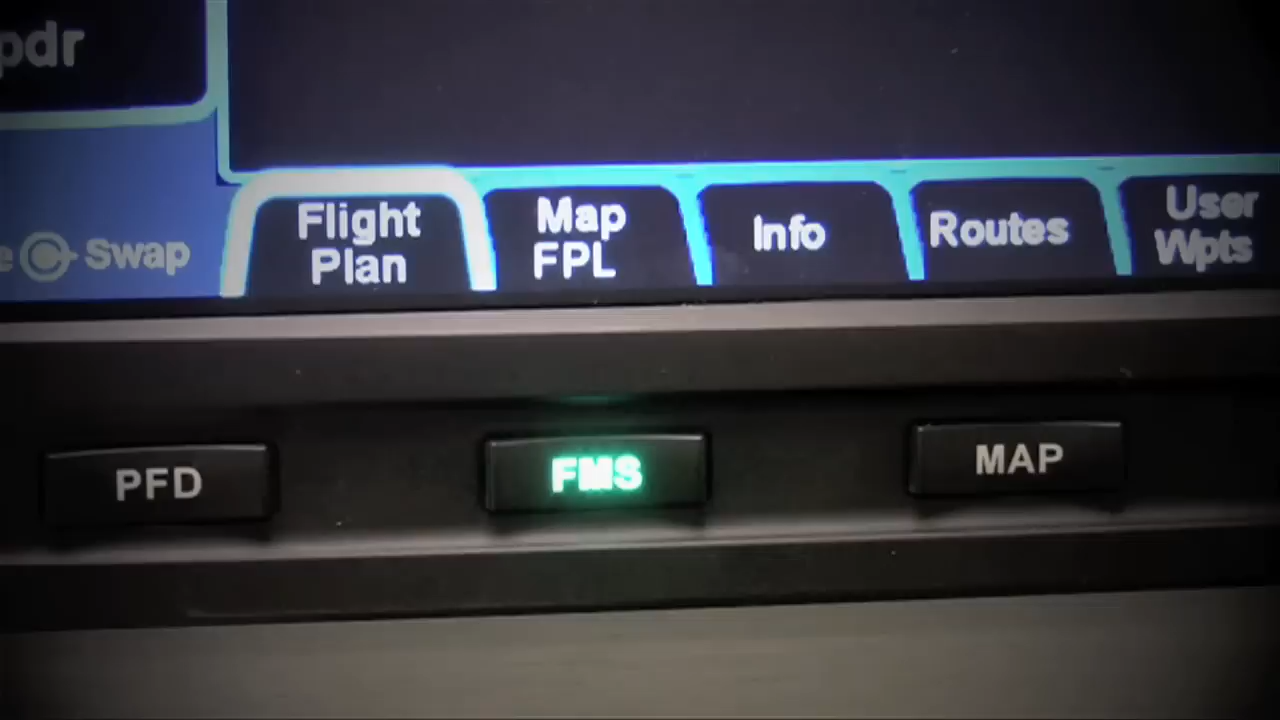 pdr
e Swap
Flight
Plan
Map
FPL
Info
Routes
User
Wpts
PFD
FMS
MAP